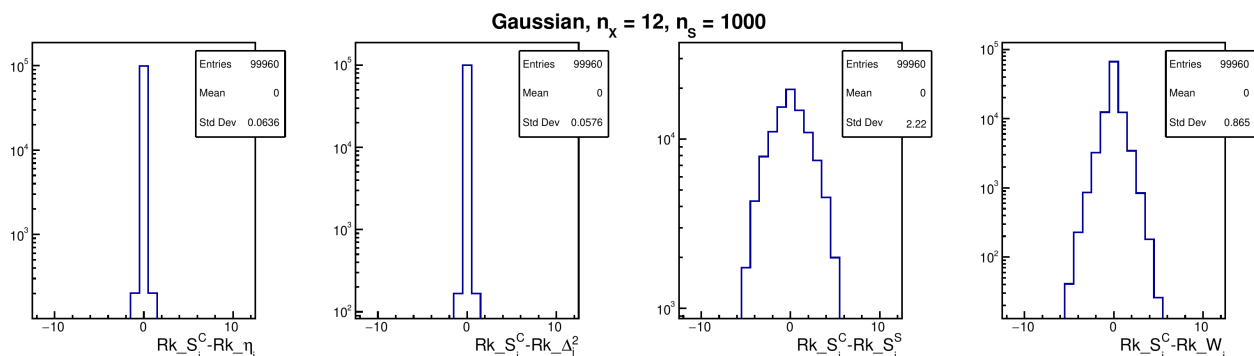 Gaussian, n_X = 12, n_S = 1000
Entries 99960
Mean 0
Std Dev 0.0636
10^5
10^4
10^3
−10 0 10
Rk_S_i^C-Rk_η_i
Entries 99960
Mean 0
Std Dev 0.0576
10^5
10^4
10^3
10^2
−10 0 10
Rk_S_i^C-Rk_Δ_i^2
Entries 99960
Mean 0
Std Dev 2.22
10^4
10^3
−10 0 10
Rk_S_i^C-Rk_S_i^S
Entries 99960
Mean 0
Std Dev 0.865
10^5
10^4
10^3
10^2
−10 0 10
Rk_S_i^C-Rk_W_i